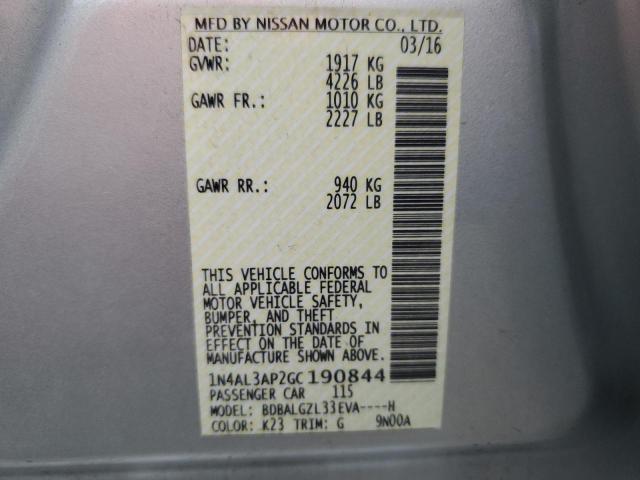 MFD BY NISSAN MOTOR CO., LTD.
DATE: 03/16
GVWR: 1917 KG
4226 LB
GAWR FR.: 1010 KG
2227 LB
GAWR RR.: 940 KG
2072 LB
THIS VEHICLE CONFORMS TO
ALL APPLICABLE FEDERAL
MOTOR VEHICLE SAFETY,
BUMPER, AND THEFT
PREVENTION STANDARDS IN
EFFECT ON THE DATE OF
MANUFACTURE SHOWN ABOVE.
1N4AL3AP2GC190844
PASSENGER CAR 115
MODEL: BDBALGZL33EVA----H
COLOR: K23 TRIM: G 9N00A